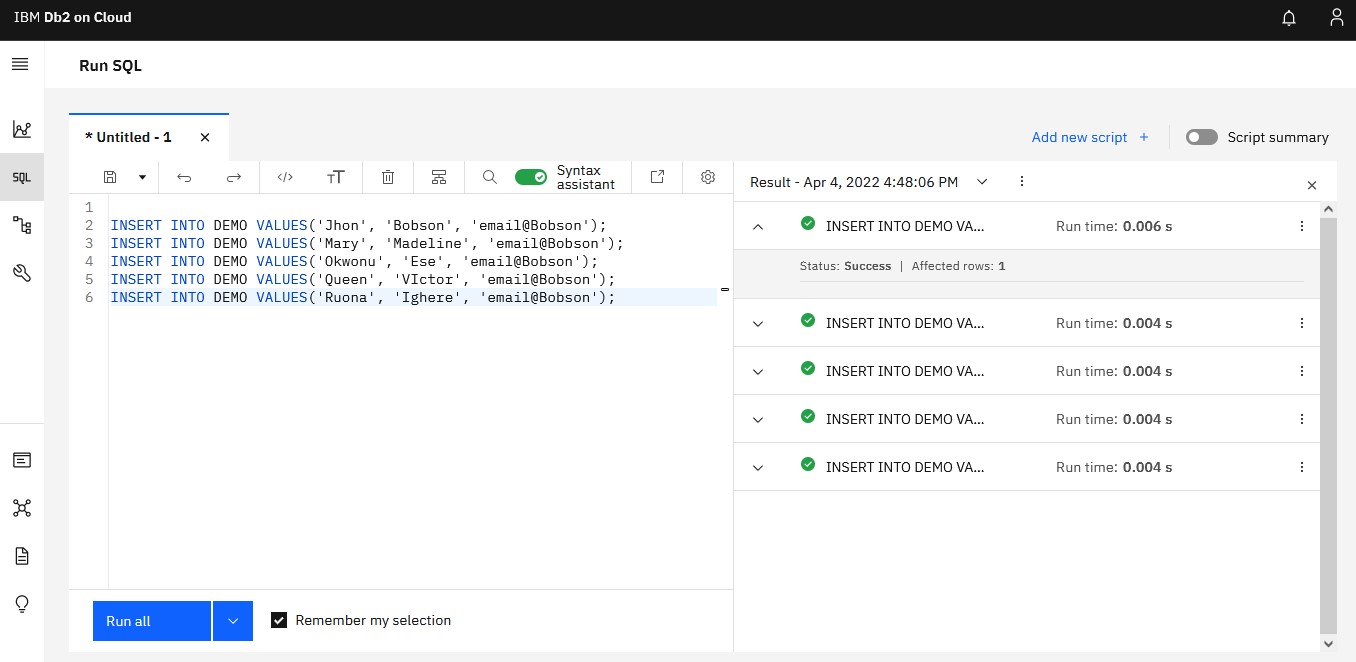 IBM Db2 on Cloud
Run SQL
* Untitled - 1
Add new script +
Script summary
SQL
</>
TT
Syntax
assistant
1
2 INSERT INTO DEMO VALUES('Jhon', 'Bobson', 'email@Bobson');
3 INSERT INTO DEMO VALUES('Mary', 'Madeline', 'email@Bobson');
4 INSERT INTO DEMO VALUES('Okwonu', 'Ese', 'email@Bobson');
5 INSERT INTO DEMO VALUES('Queen', 'VIctor', 'email@Bobson');
6 INSERT INTO DEMO VALUES('Ruona', 'Ighere', 'email@Bobson');
Run all
Remember my selection
Result - Apr 4, 2022 4:48:06 PM
INSERT INTO DEMO VA... Run time: 0.006 s
Status: Success | Affected rows: 1
INSERT INTO DEMO VA... Run time: 0.004 s
INSERT INTO DEMO VA... Run time: 0.004 s
INSERT INTO DEMO VA... Run time: 0.004 s
INSERT INTO DEMO VA... Run time: 0.004 s